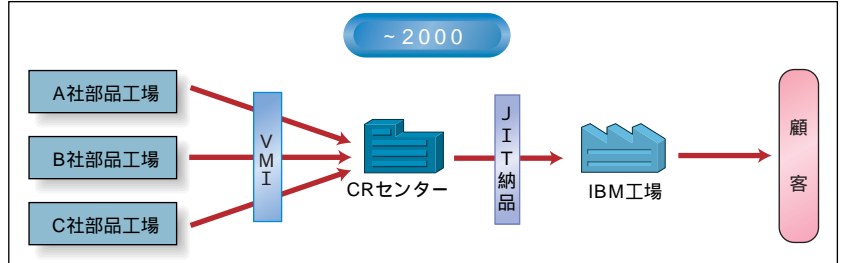 ~2000
A社部品工場
B社部品工場
C社部品工場
VMI
CRセンター
JIT納品
IBM工場
顧客